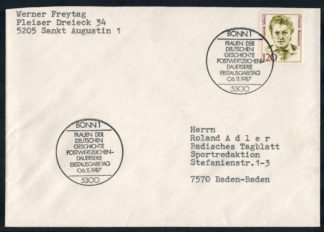 Werner Freytag
Pleiser Dreieck 34
5205 Sankt Augustin 1
BONN 1
FRAUEN DER
DEUTSCHEN
GESCHICHTE
POSTWERTZEICHEN-
DAUERSERIE
ERSTAUSGABETAG
06.11.1987
5300
120
BONN 1
FRAUEN DER
DEUTSCHEN
GESCHICHTE
POSTWERTZEICHEN-
DAUERSERIE
ERSTAUSGABETAG
06.11.1987
5300
Herrn
Roland Adler
Badisches Tagblatt
Sportredaktion
Stefanienstr.1-3
7570 Baden-Baden